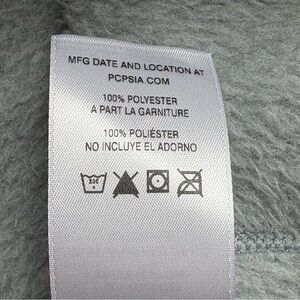 MFG DATE AND LOCATION AT
PCPSIA.COM
100% POLYESTER
A PART LA GARNITURE
100% POLIÉSTER
NO INCLUYE EL ADORNO